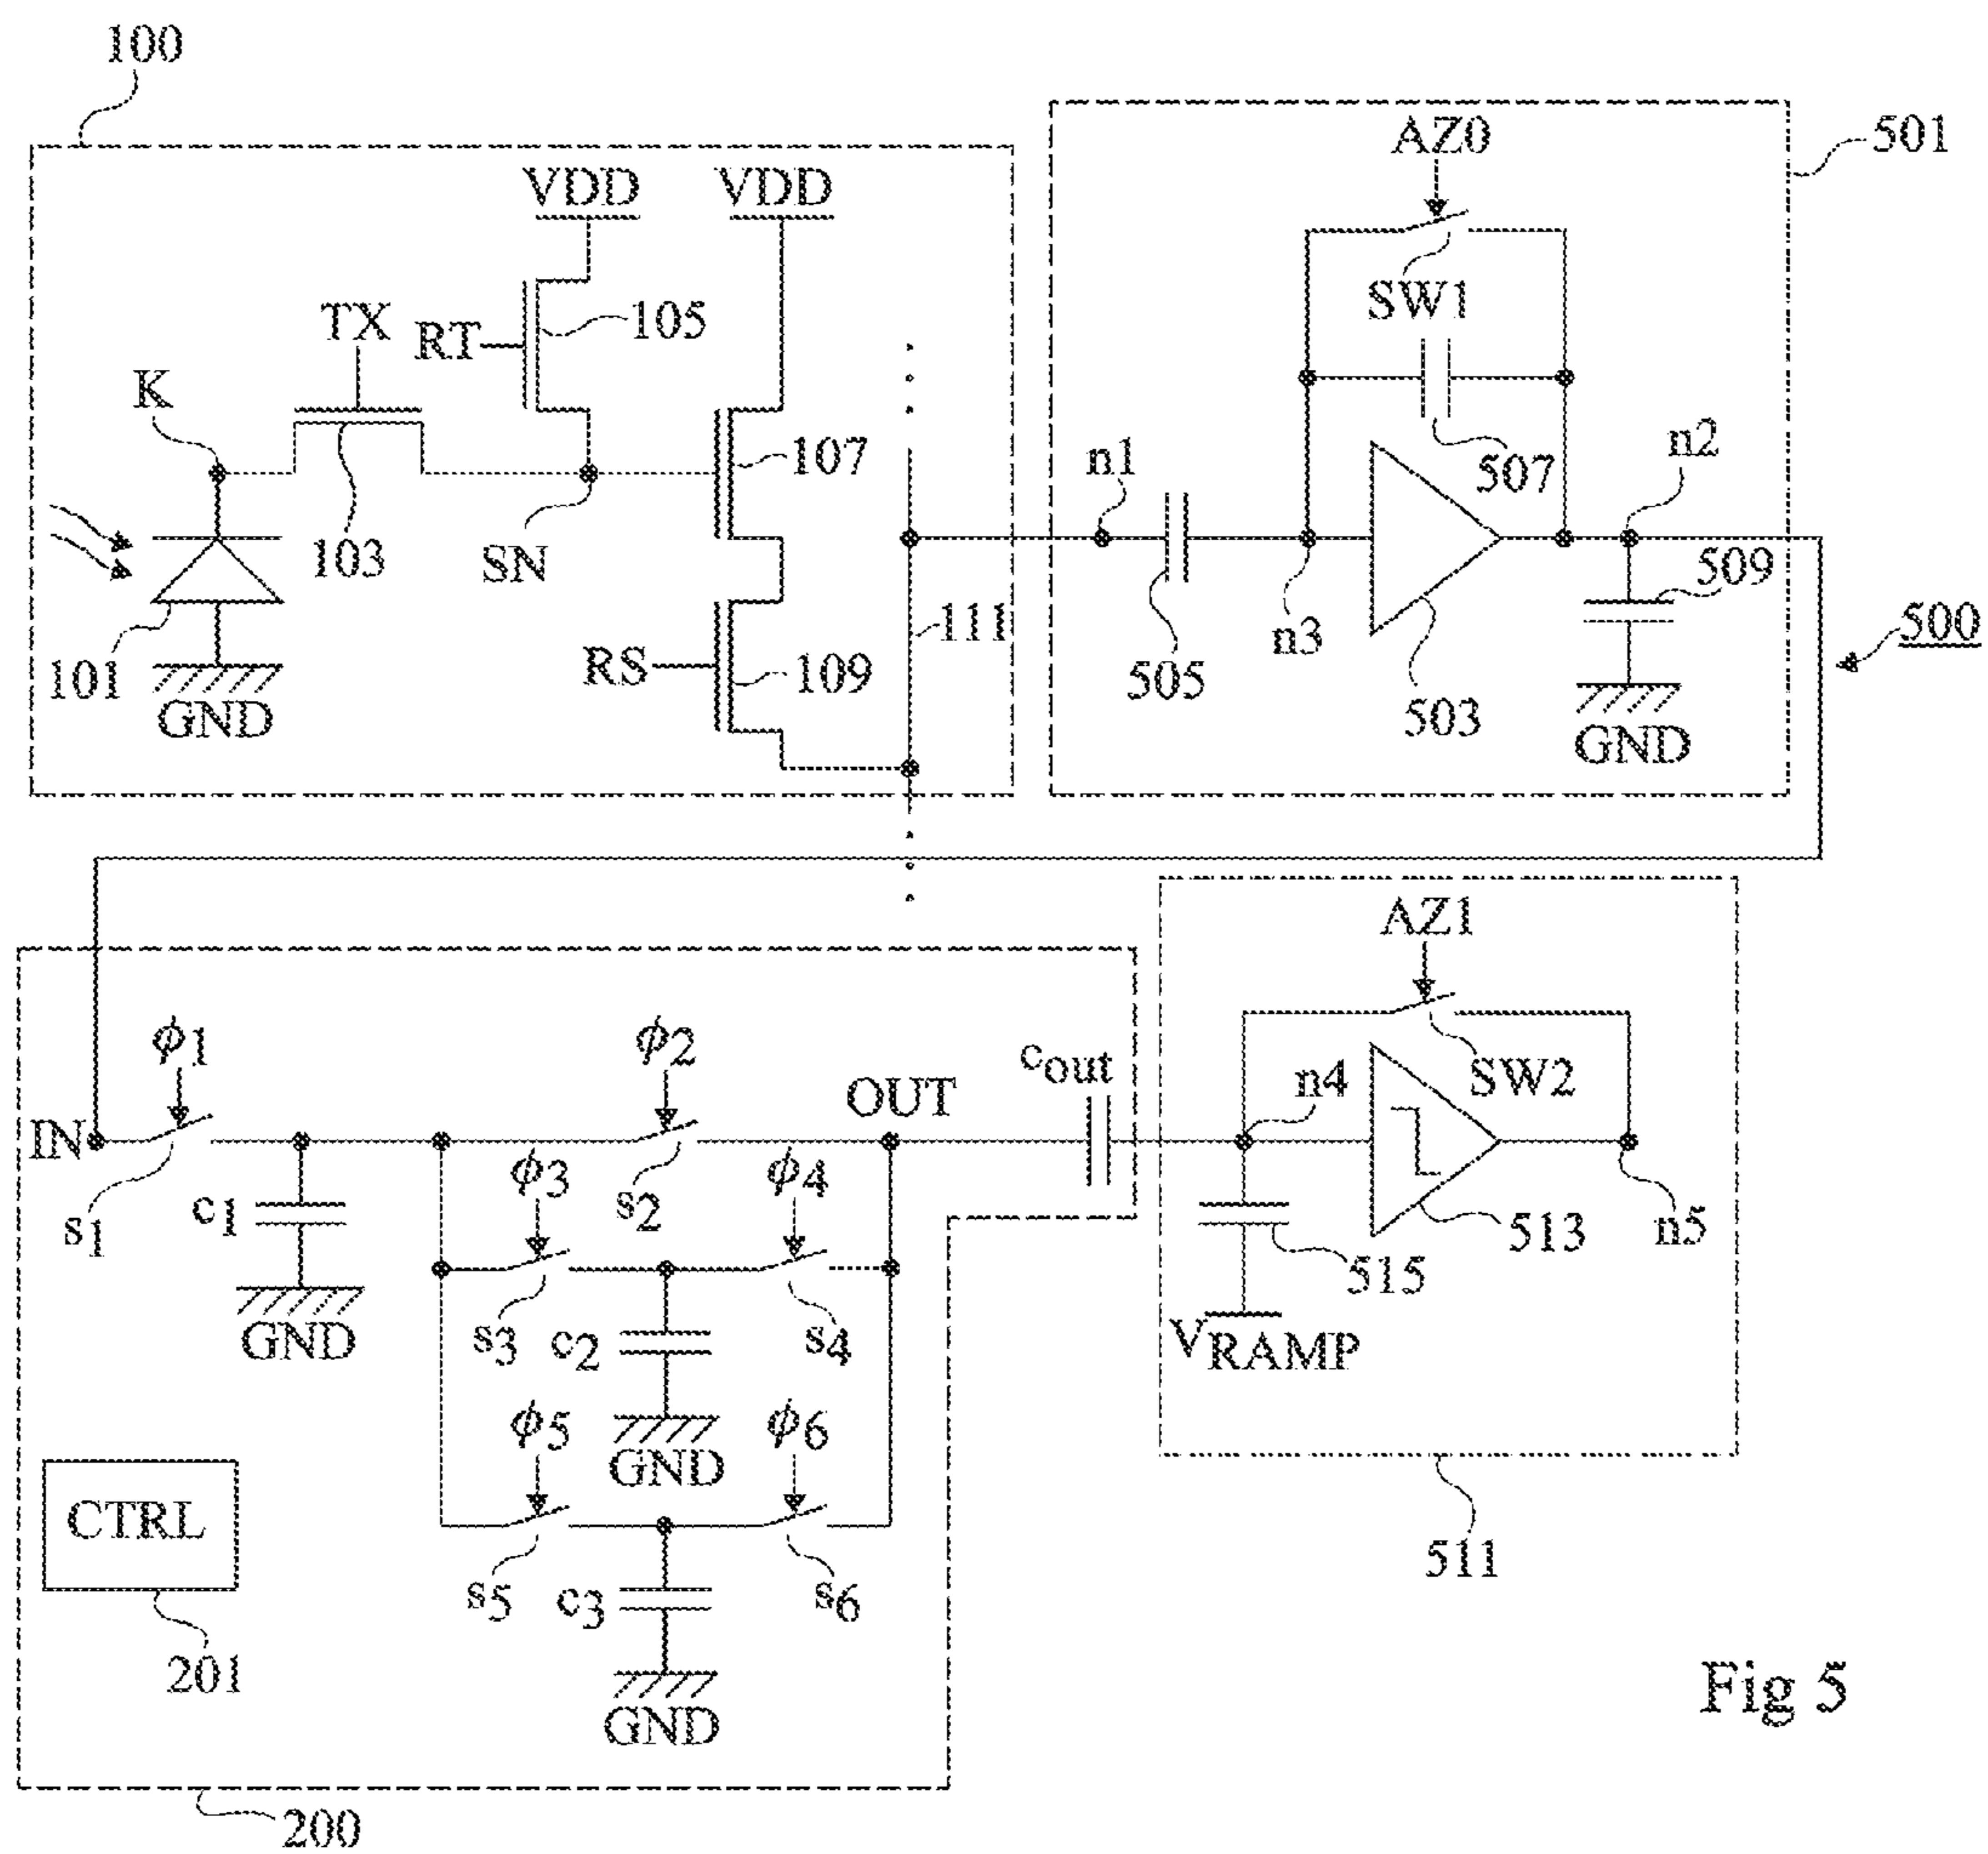 100
VDD
VDD
TX
RT
105
K
107
103
SN
101
GND
RS
109
111
AZ0
501
SW1
n1
507
n2
509
n3
505
503
GND
500
IN
ϕ1
s1
c1
GND
ϕ2
s2
OUT
cout
ϕ3
s3
ϕ4
s4
c2
GND
ϕ5
s5
ϕ6
s6
c3
GND
CTRL
201
200
AZ1
SW2
n4
513
n5
515
VRAMP
511
Fig 5